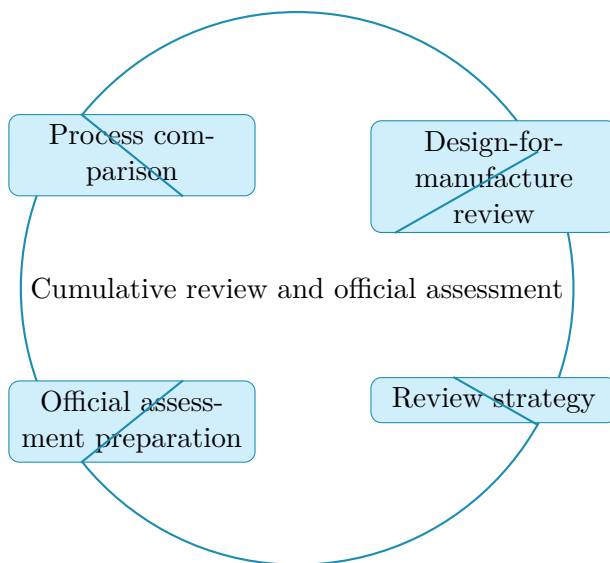 Process com-
parison
Design-for-
manufacture
review
Cumulative review and official assessment
Official assess-
ment preparation
Review strategy